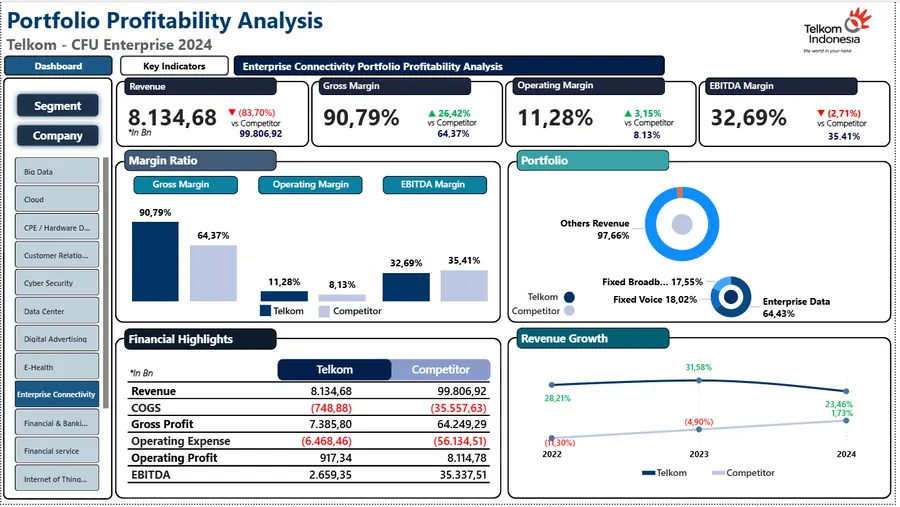 Portfolio Profitability Analysis
Telkom - CFU Enterprise 2024
Telkom
Indonesia
the world in your hand
Dashboard
Key Indicators
Enterprise Connectivity Portfolio Profitability Analysis
Segment
Company
Big Data
Cloud
CPE / Hardware D...
Customer Relatio...
Cyber Security
Data Center
Digital Advertising
E-Health
Enterprise Connectivity
Financial & Banki...
Financial service
Internet of Thing...
Revenue
8.134,68
*In Bn
▼ (83,70%)
vs Competitor
99.806,92
Gross Margin
90,79%
▲ 26,42%
vs Competitor
64,37%
Operating Margin
11,28%
▲ 3,15%
vs Competitor
8.13%
EBITDA Margin
32,69%
▼ (2,71%)
vs Competitor
35.41%
Margin Ratio
Gross Margin
Operating Margin
EBITDA Margin
90,79%
64,37%
11,28%
8,13%
32,69%
35,41%
Telkom
Competitor
Portfolio
Others Revenue
97,66%
Fixed Broadb... 17,55%
Fixed Voice 18,02%
Enterprise Data
64,43%
Telkom
Competitor
Financial Highlights
*In Bn
Telkom
Competitor
Revenue 8.134,68 99.806,92
COGS (748,88) (35.557,63)
Gross Profit 7.385,80 64.249,29
Operating Expense (6.468,46) (56.134,51)
Operating Profit 917,34 8.114,78
EBITDA 2.659,35 35.337,51
Revenue Growth
31,58%
28,21%
23,46%
1,73%
(4,90%)
(11,30%)
2022
2023
2024
Telkom
Competitor